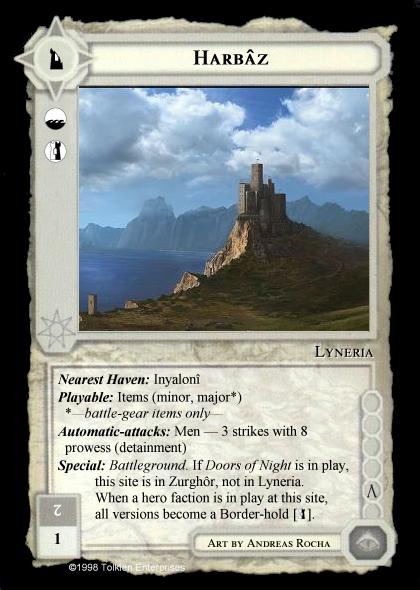 HARBÂZ
LYNERIA
Nearest Haven: Inyalonî
Playable: Items (minor, major*)
*—battle-gear items only—
Automatic-attacks: Men — 3 strikes with 8
prowess (detainment)
Special: Battleground. If Doors of Night is in play,
this site is in Zurghôr, not in Lyneria.
When a hero faction is in play at this site,
all versions become a Border-hold [ ].
2
1
ART BY ANDREAS ROCHA
©1998 Tolkien Enterprises